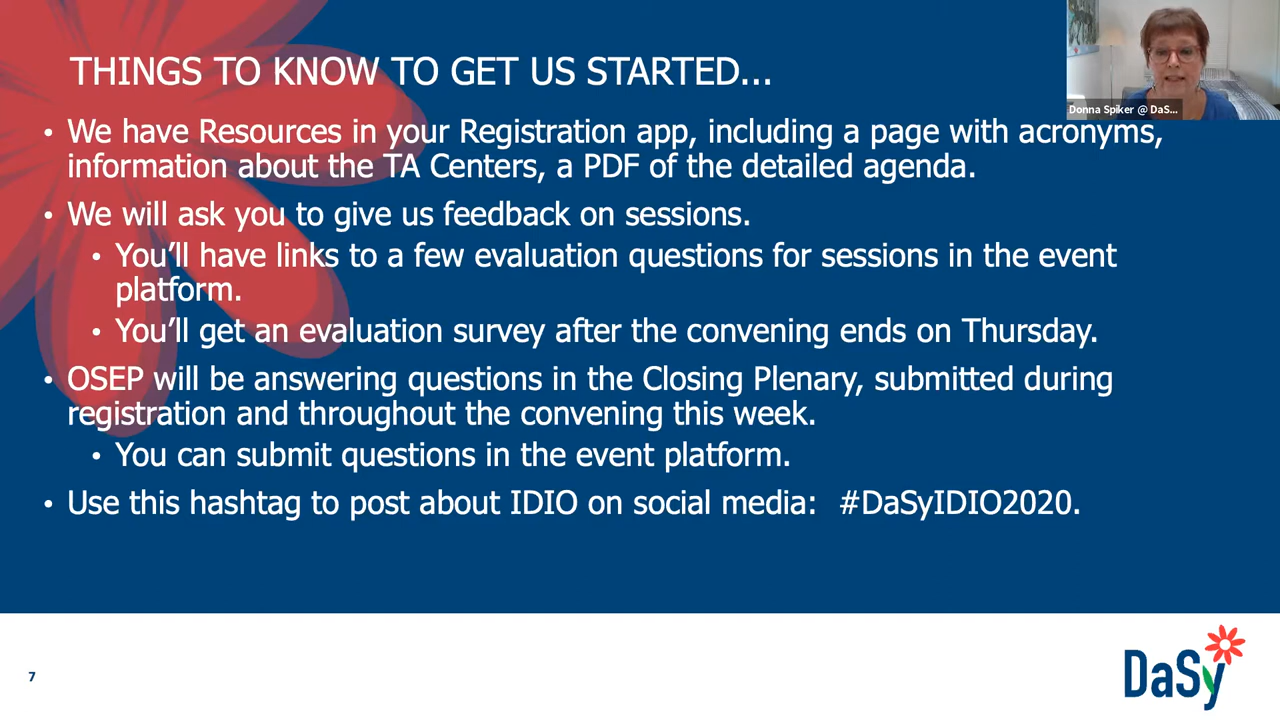 THINGS TO KNOW TO GET US STARTED...
Donna Spiker @ DaS...
• We have Resources in your Registration app, including a page with acronyms,
information about the TA Centers, a PDF of the detailed agenda.
• We will ask you to give us feedback on sessions.
• You’ll have links to a few evaluation questions for sessions in the event
platform.
• You’ll get an evaluation survey after the convening ends on Thursday.
• OSEP will be answering questions in the Closing Plenary, submitted during
registration and throughout the convening this week.
• You can submit questions in the event platform.
• Use this hashtag to post about IDIO on social media:  #DaSyIDIO2020.
7
DaSy